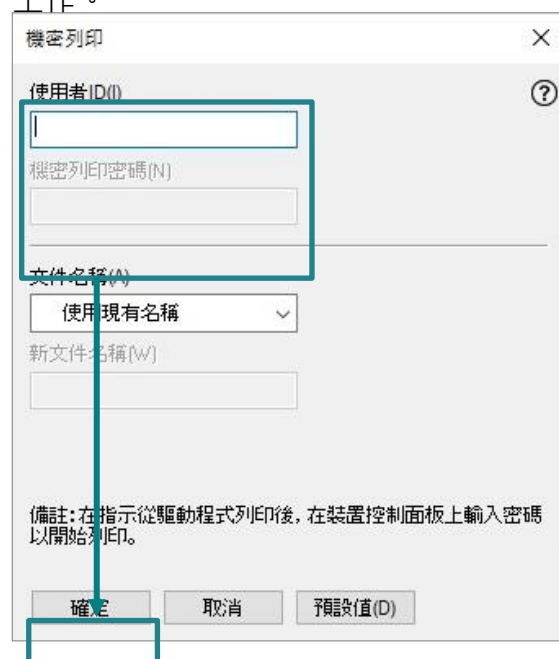 工作。
機密列印
使用者ID(I)
機密列印密碼(N)
文件名稱(A)
使用現有名稱
新文件名稱(W)
備註:在指示從驅動程式列印後,在裝置控制面板上輸入密碼
以開始列印。
確定 取消 預設值(D)